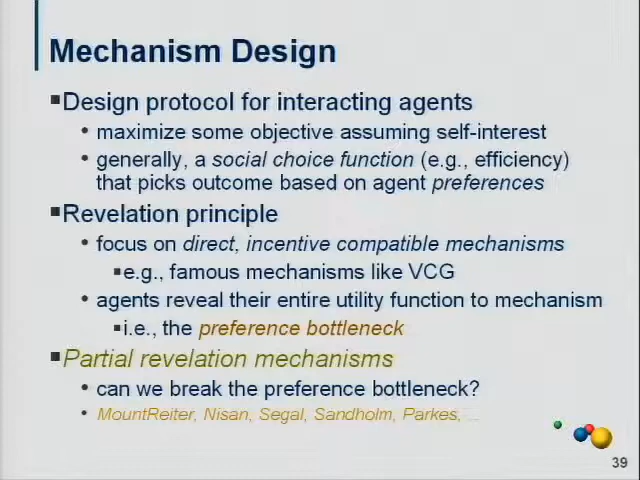 Mechanism Design
Design protocol for interacting agents
maximize some objective assuming self-interest
generally, a social choice function (e.g., efficiency)
that picks outcome based on agent preferences
Revelation principle
focus on direct, incentive compatible mechanisms
e.g., famous mechanisms like VCG
agents reveal their entire utility function to mechanism
i.e., the preference bottleneck
Partial revelation mechanisms
can we break the preference bottleneck?
MountReiter, Nisan, Segal, Sandholm, Parkes, ...
39